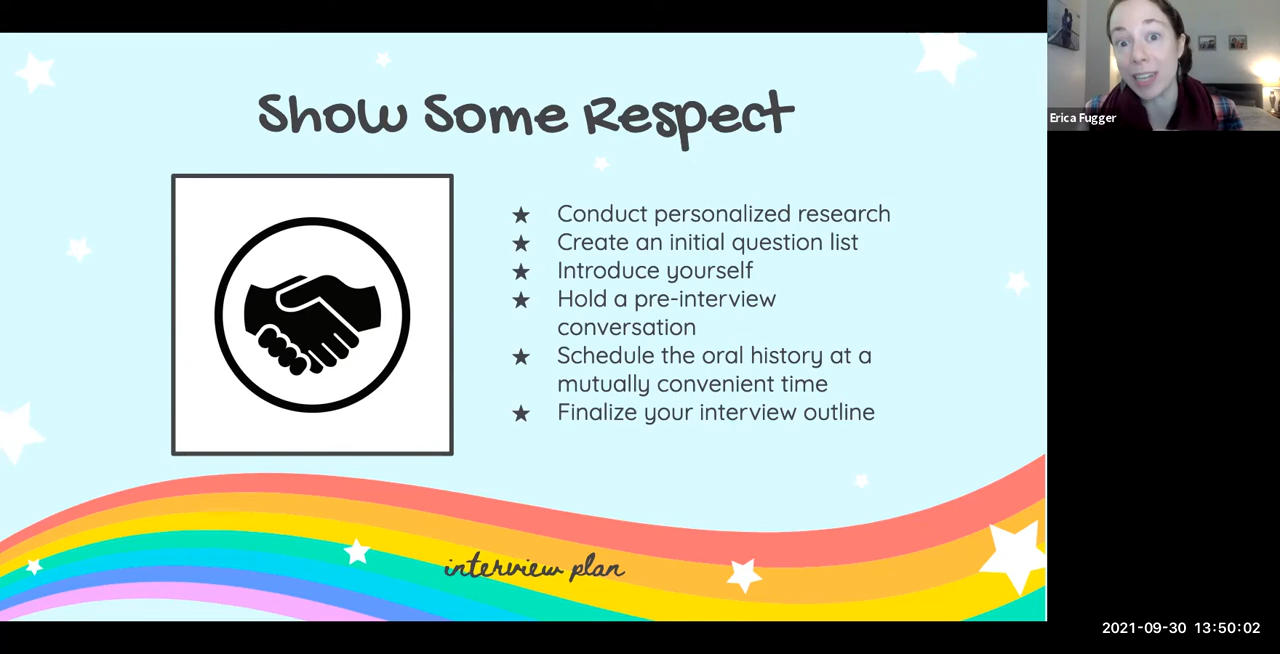 Show Some Respect
Conduct personalized research
Create an initial question list
Introduce yourself
Hold a pre-interview
conversation
Schedule the oral history at a
mutually convenient time
Finalize your interview outline
interview plan
Erica Fugger
2021-09-30 13:50:02